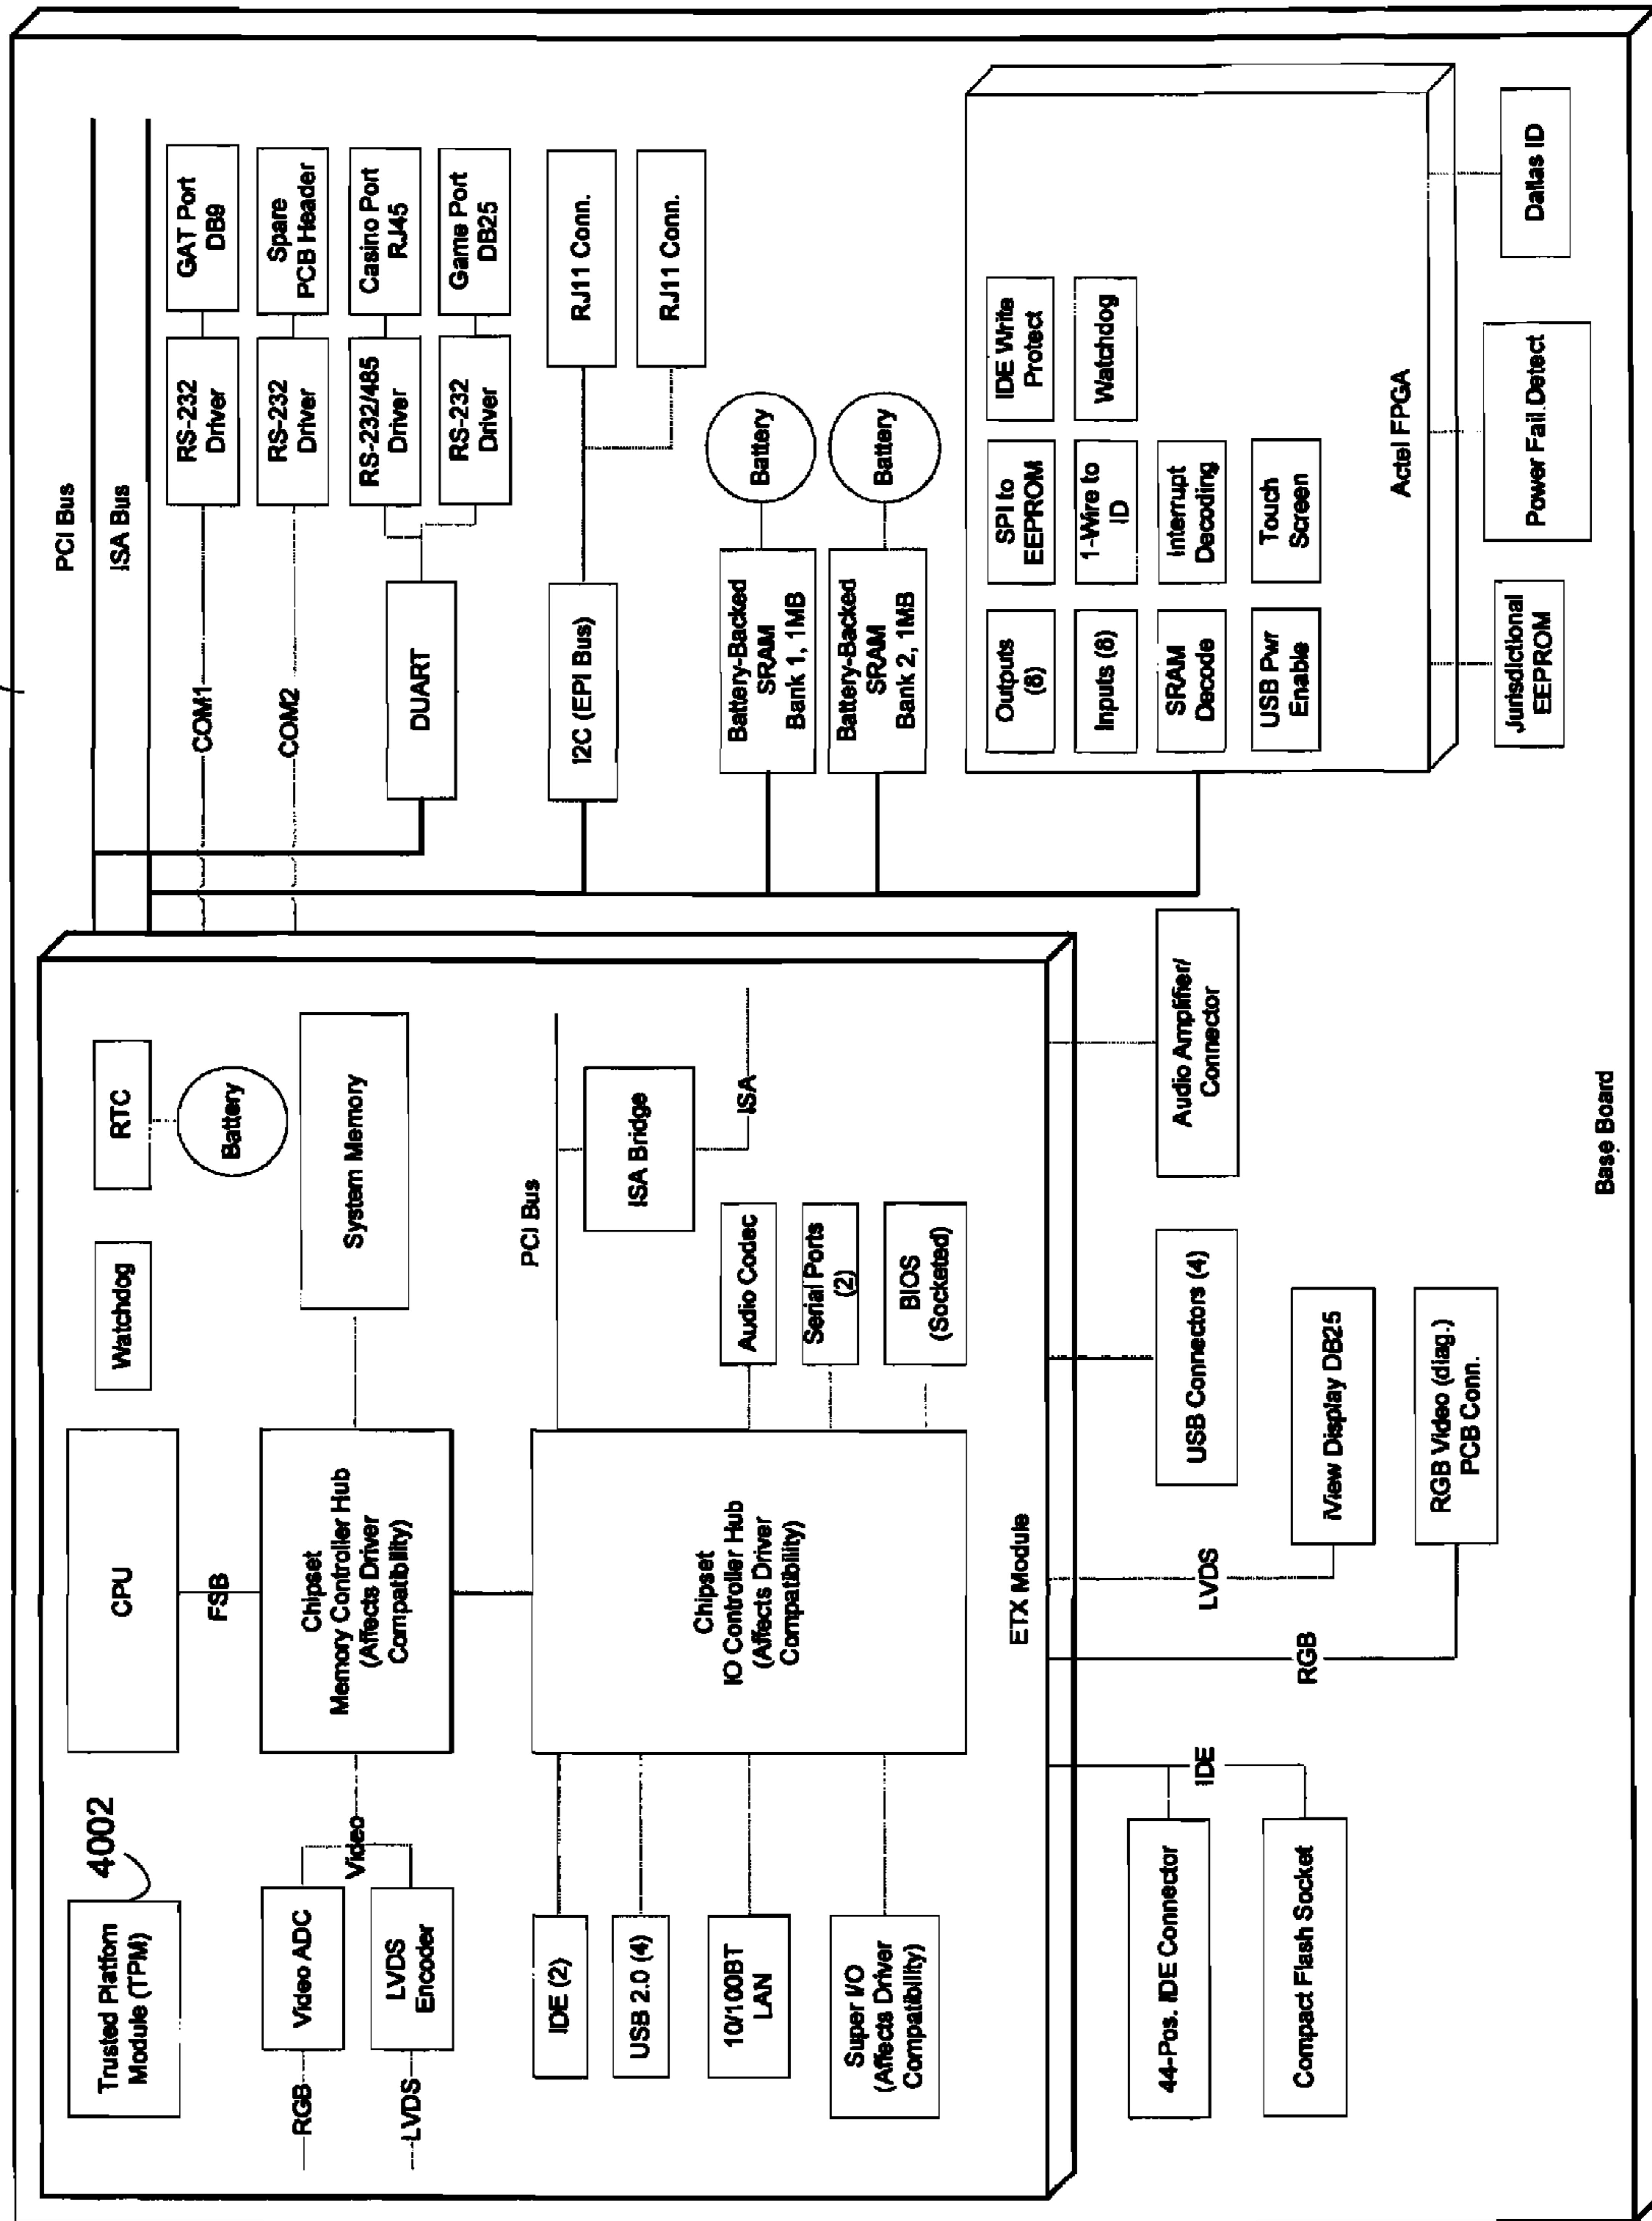 Trusted Platfom
Module (TPM)
4002
CPU
Watchdog
RTC
Battery
FSB
RGB
Video ADC
LVDS
LVDS
Encoder
Video
Chipset
Memory Controller Hub
(Affects Driver
Compatibility)
System Memory
PCI Bus
IDE (2)
USB 2.0 (4)
10/100BT
LAN
Super I/O
(Affects Driver
Compatibility)
Chipset
IO Controller Hub
(Affects Driver
Compatibility)
ISA Bridge
ISA
Audio Codec
Serial Ports
(2)
BIOS
(Socketed)
ETX Module
PCI Bus
ISA Bus
COM1
RS-232
Driver
GAT Port
DB9
COM2
RS-232
Driver
Spare
PCB Header
DUART
RS-232/485
Driver
Casino Port
RJ45
RS-232
Driver
Game Port
DB25
I2C (EPI Bus)
RJ11 Conn.
RJ11 Conn.
Battery-Backed
SRAM
Bank 1, 1MB
Battery
Battery-Backed
SRAM
Bank 2, 1MB
Battery
Outputs
(8)
SPI to
EEPROM
IDE Write
Protect
Inputs (8)
1-Wire to
ID
Watchdog
SRAM
Decode
Interrupt
Decoding
USB Pwr
Enable
Touch
Screen
Actel FPGA
Jurisdictional
EEPROM
Power Fail Detect
Dallas ID
44-Pos. IDE Connector
IDE
Compact Flash Socket
RGB
LVDS
USB Connectors (4)
Audio Amplifier/
Connector
iView Display DB25
RGB Video (diag.)
PCB Conn.
Base Board